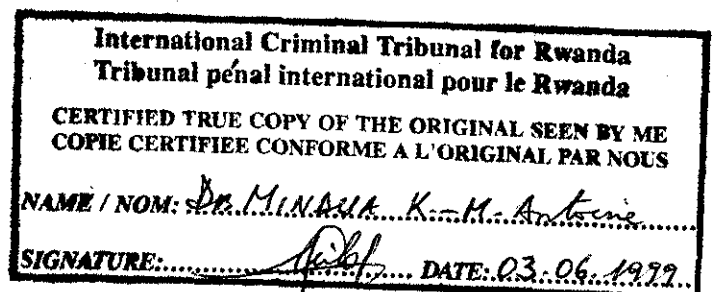 International Criminal Tribunal for Rwanda
Tribunal pénal international pour le Rwanda
CERTIFIED TRUE COPY OF THE ORIGINAL SEEN BY ME
COPIE CERTIFIEE CONFORME A L'ORIGINAL PAR NOUS
NAME / NOM: Dr. MINDUA K.-M. Antoine
SIGNATURE: DATE: 03.06.1999